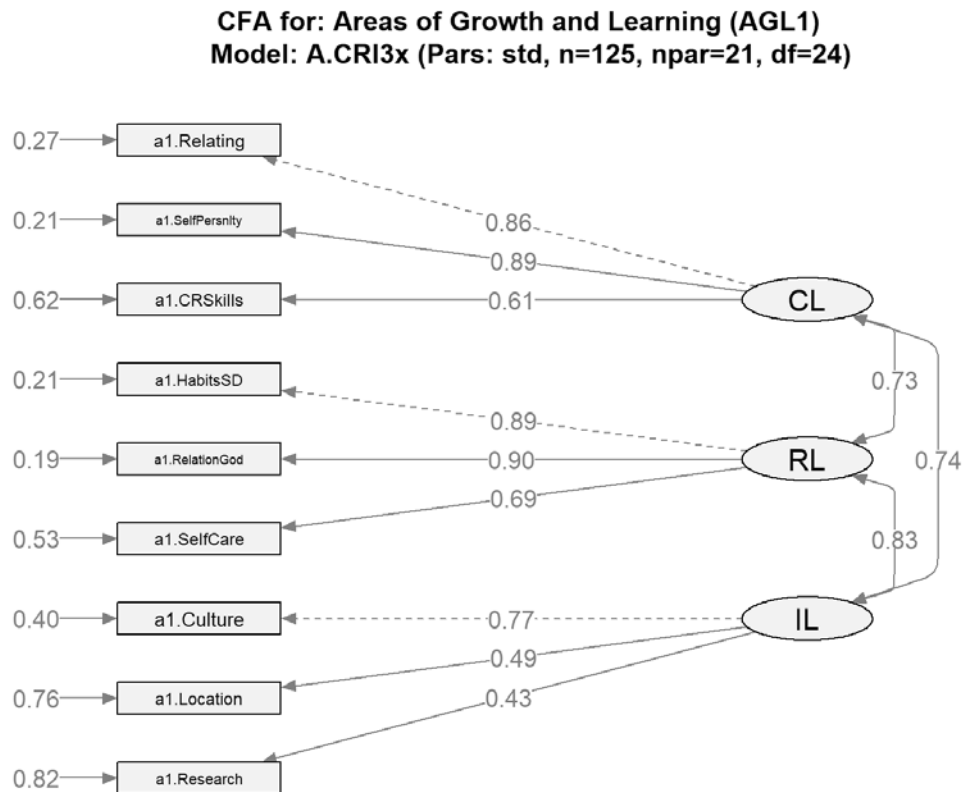 CFA for: Areas of Growth and Learning (AGL1)
Model: A.CRI3x (Pars: std, n=125, npar=21, df=24)
0.27 a1.Relating
0.21 a1.SelfPersnlty 0.86
0.89
0.62 a1.CRSkills 0.61 CL
0.21 a1.HabitsSD 0.73
0.89
0.19 a1.RelationGod 0.90 RL 0.74
0.69
0.53 a1.SelfCare 0.83
0.40 a1.Culture 0.77 IL
0.49
0.76 a1.Location 0.43
0.82 a1.Research